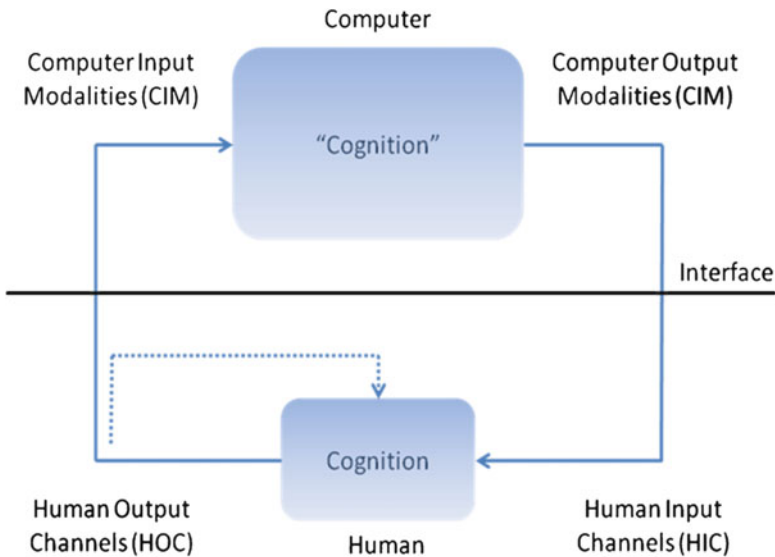 Computer
Computer Input
Modalities (CIM)
Computer Output
Modalities (CIM)
“Cognition”
Interface
Cognition
Human Output
Channels (HOC)
Human
Human Input
Channels (HIC)